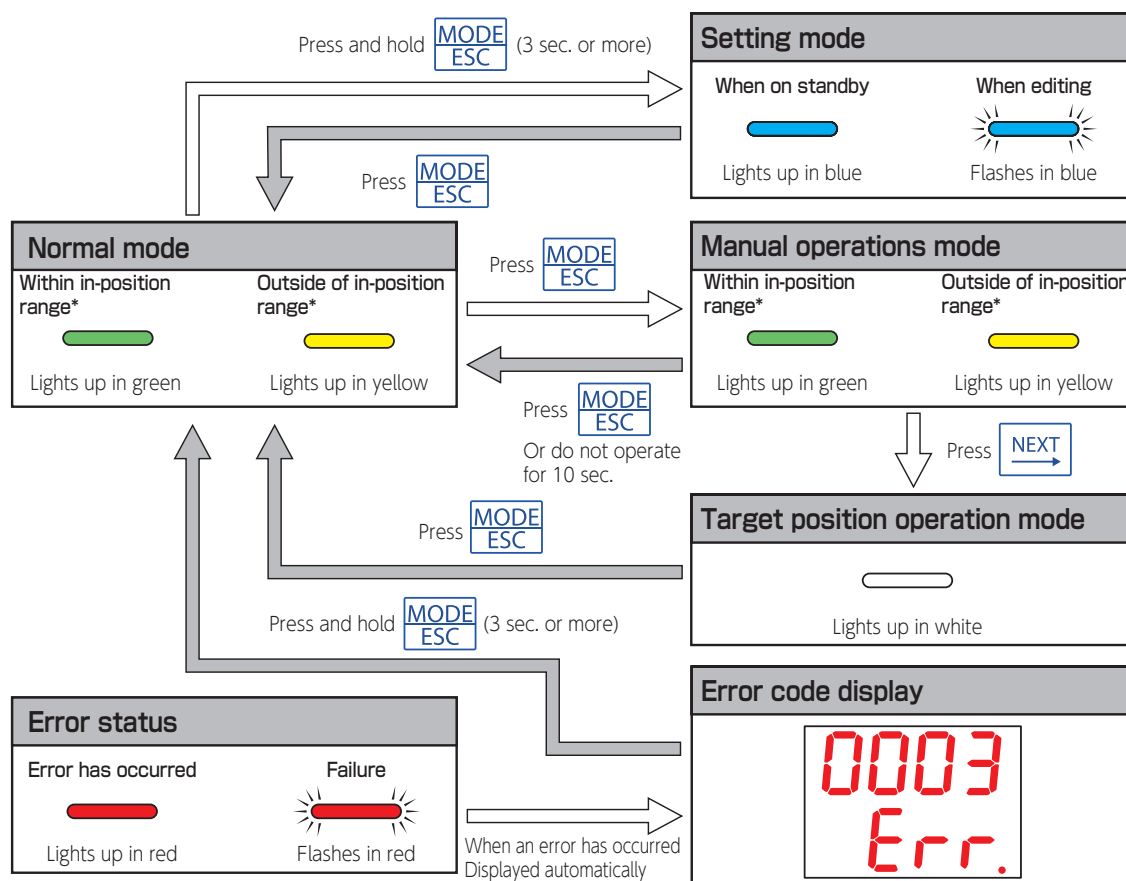 Press and hold MODE ESC (3 sec. or more)
Setting mode
When on standby
When editing
Lights up in blue
Flashes in blue
Press MODE ESC
Normal mode
Within in-position range*
Outside of in-position range*
Lights up in green
Lights up in yellow
Press MODE ESC
Manual operations mode
Within in-position range*
Outside of in-position range*
Lights up in green
Lights up in yellow
Press MODE ESC
Or do not operate
for 10 sec.
Press NEXT
Press MODE ESC
Target position operation mode
Lights up in white
Press and hold MODE ESC (3 sec. or more)
Error status
Error has occurred
Failure
Lights up in red
Flashes in red
When an error has occurred
Displayed automatically
Error code display
0003
Err.